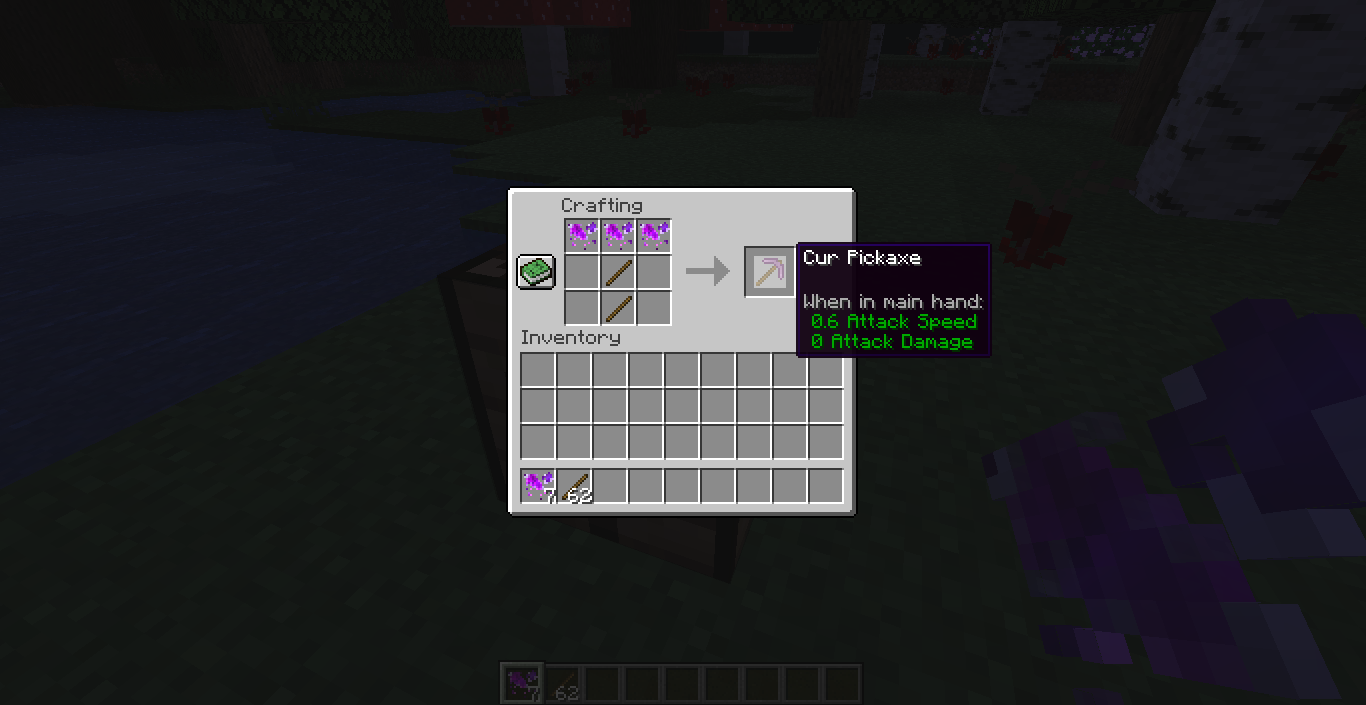 Crafting
Cur Pickaxe
When in main hand:
0.6 Attack Speed
0 Attack Damage
Inventory
7
62
7
62